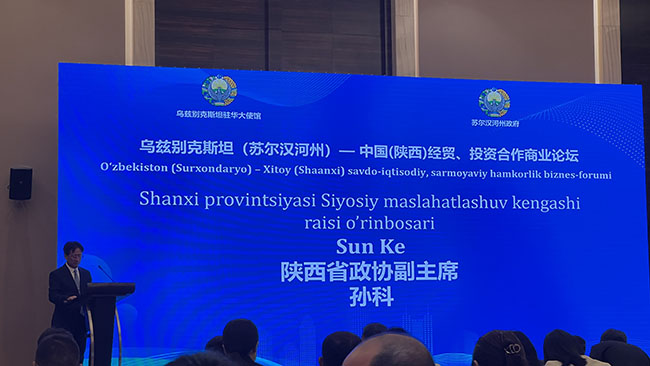 乌兹别克斯坦驻华大使馆
苏尔汉河州政府
乌兹别克斯坦(苏尔汉河州)— 中国(陕西)经贸、投资合作商业论坛
O'zbekiston (Surxondaryo) – Xitoy (Shaanxi) savdo-iqtisodiy, sarmoyaviy hamkorlik biznes-forumi
Shanxi provintsiyasi Siyosiy maslahatlashuv kengashi
raisi o'rinbosari
Sun Ke
陕西省政协副主席
孙科